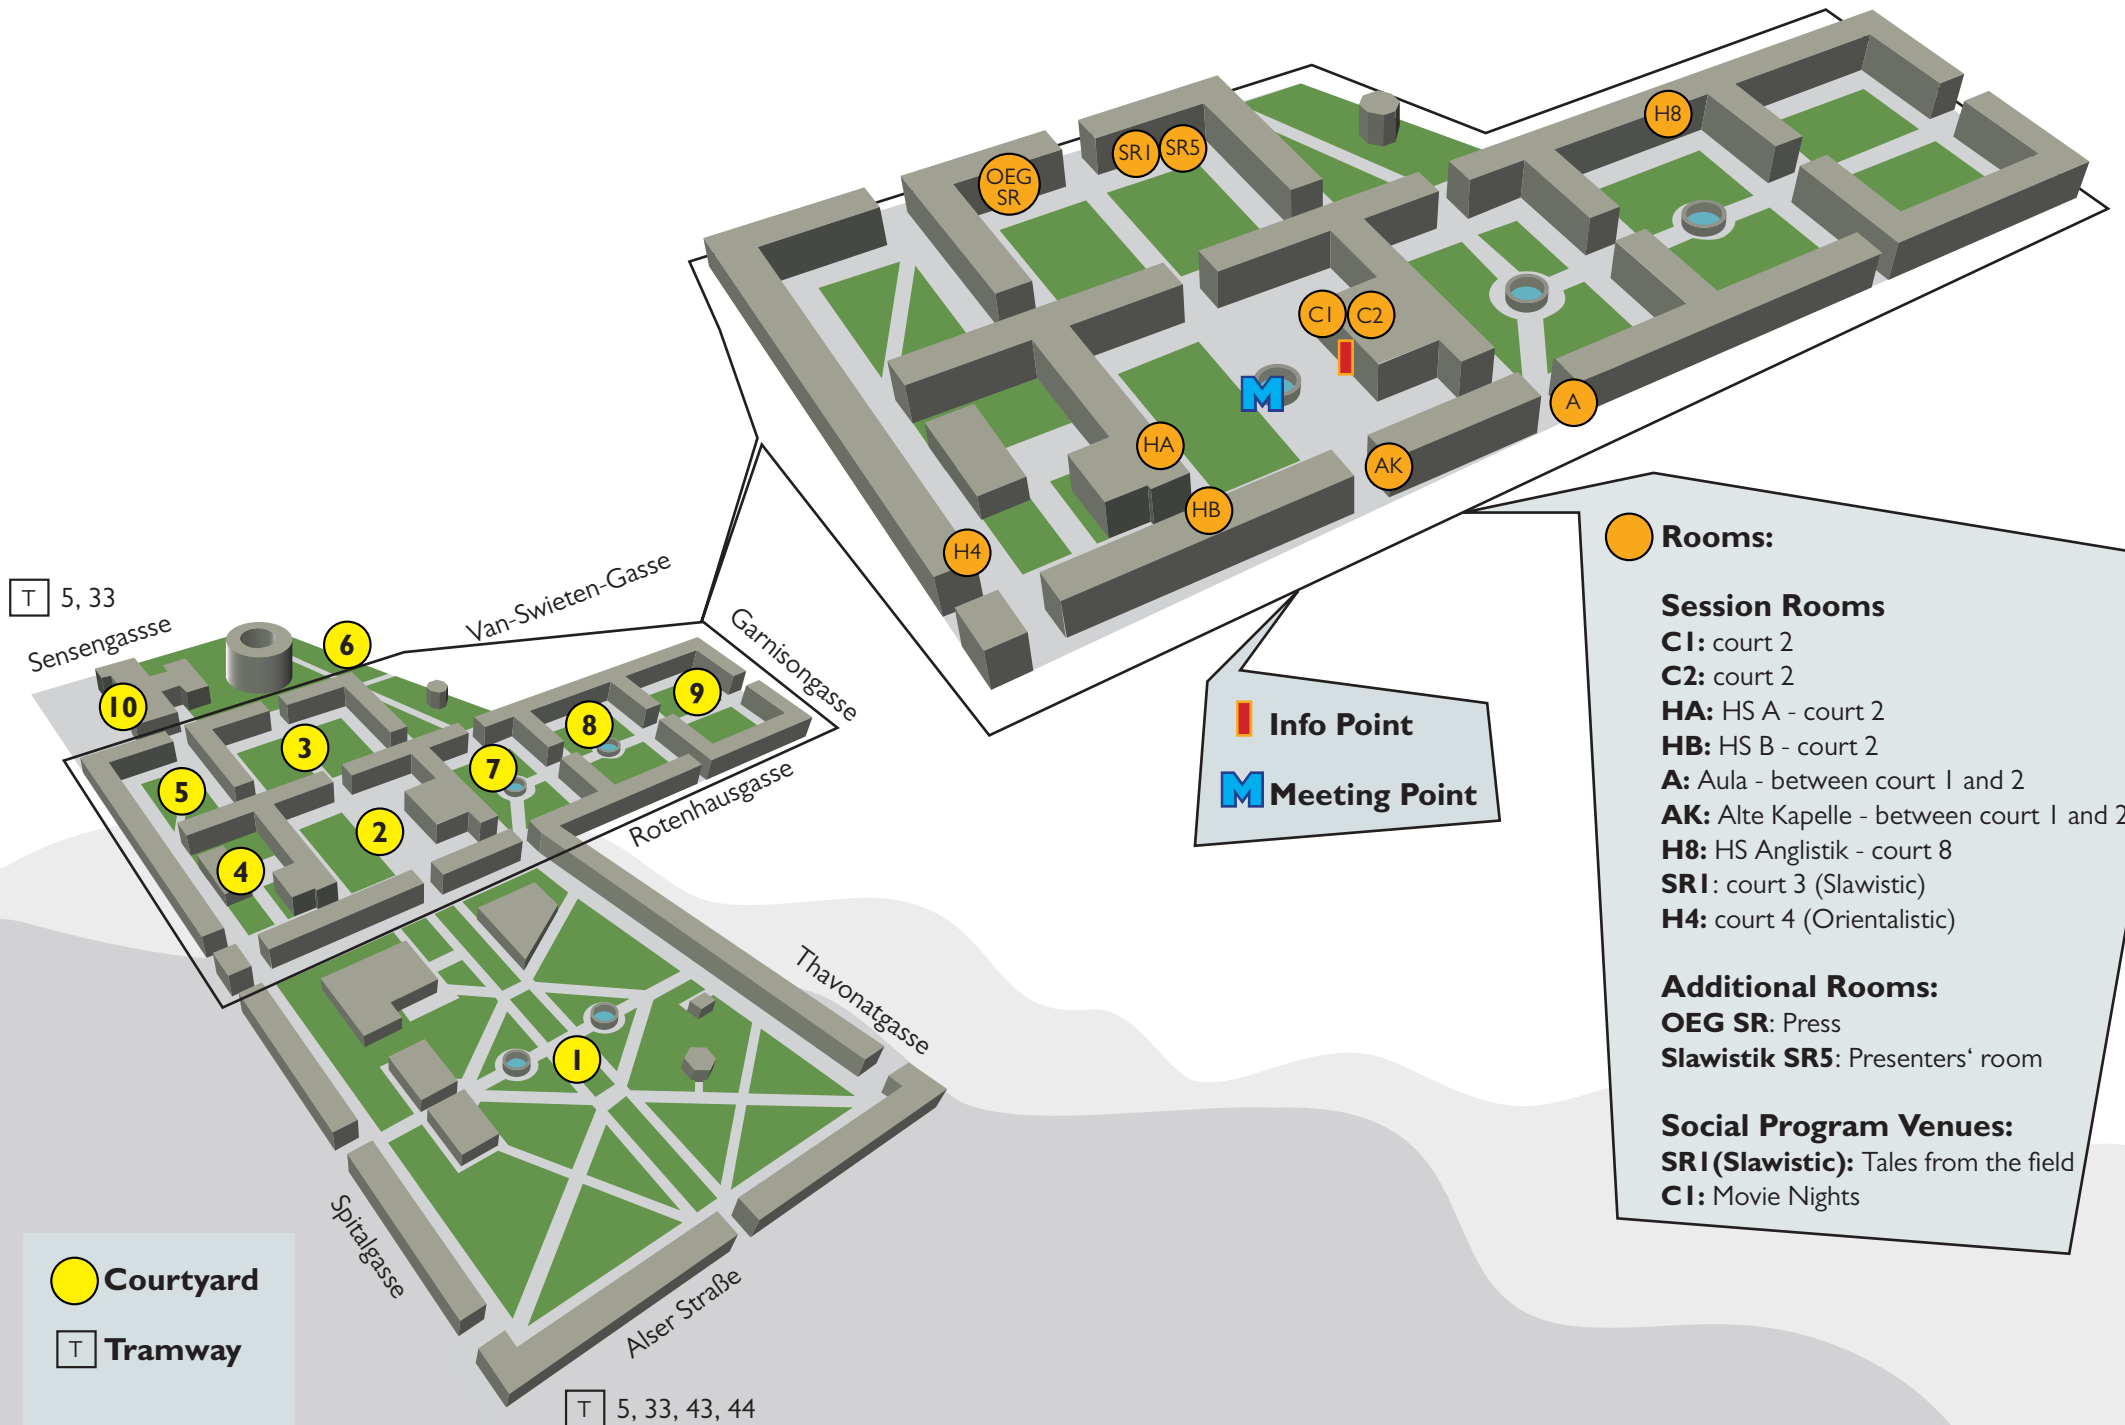 OEG
SR
SR1
SR5
H8
C1
C2
M
HA
HB
AK
A
H4
T 5, 33
Sensengassse
Van-Swieten-Gasse
Garnisongasse
Rotenhausgasse
Thavonatgasse
Spitalgasse
Alser Straße
10
6
3
5
4
2
7
8
9
1
Info Point
M Meeting Point
Rooms:
Session Rooms
C1: court 2
C2: court 2
HA: HS A - court 2
HB: HS B - court 2
A: Aula - between court 1 and 2
AK: Alte Kapelle - between court 1 and 2
H8: HS Anglistik - court 8
SR1: court 3 (Slawistic)
H4: court 4 (Orientalistic)
Additional Rooms:
OEG SR: Press
Slawistik SR5: Presenters‘ room
Social Program Venues:
SR1(Slawistic): Tales from the field
C1: Movie Nights
Courtyard
T Tramway
T 5, 33, 43, 44